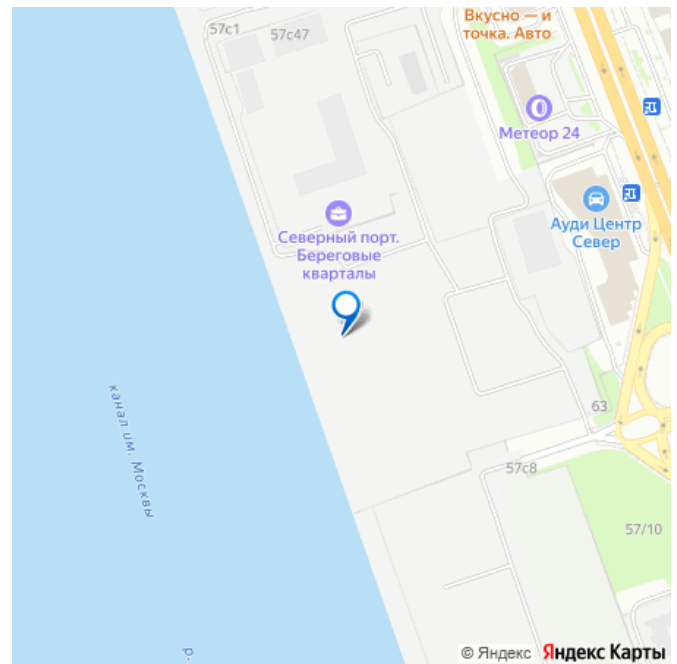 Вкусно — и
точка. Авто
57с1
57с47
Метеор 24
Ауди Центр
Север
Северный порт.
Береговые
кварталы
канал им. Москвы
63
57с8
57/10
р.
© Яндекс Яндекс Карты